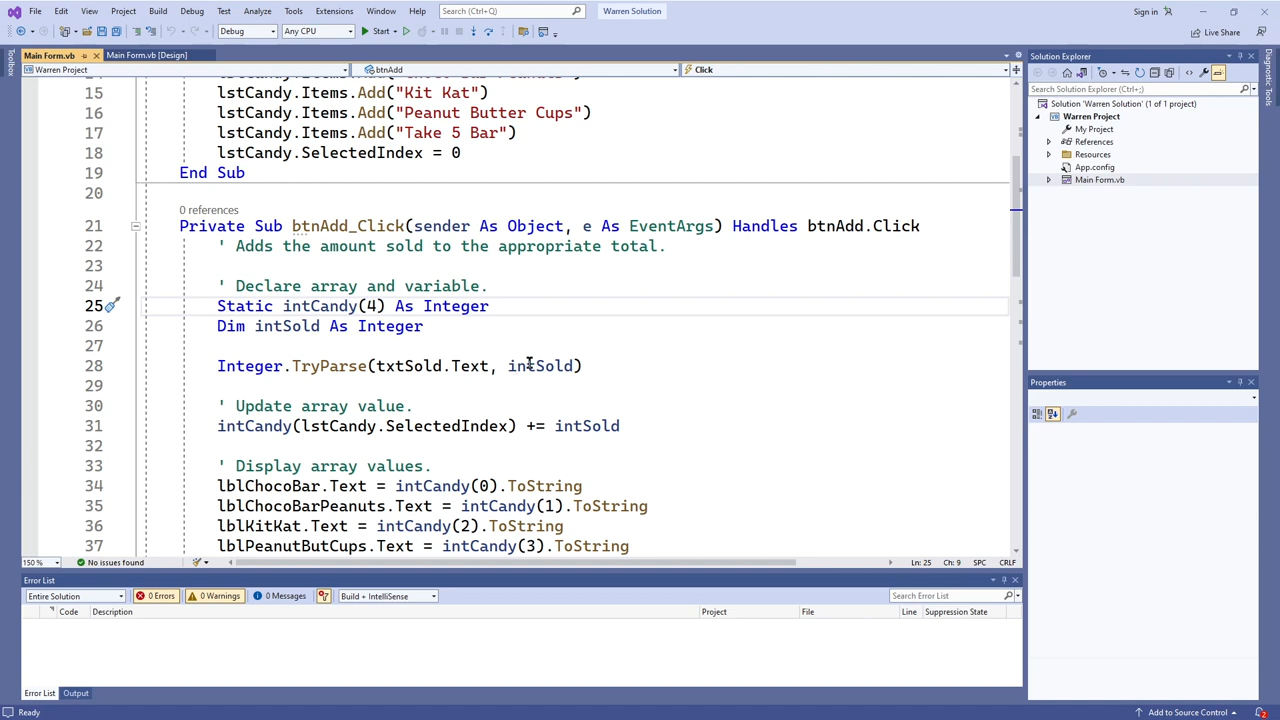 File Edit View Project Build Debug Test Analyze Tools Extensions Window Help Search (Ctrl+Q) Warren Solution Sign in
Debug Any CPU Start Live Share
Main Form.vb Main Form.vb [Design]
Warren Project btnAdd Click
15 lstCandy.Items.Add("Kit Kat")
16 lstCandy.Items.Add("Peanut Butter Cups")
17 lstCandy.Items.Add("Take 5 Bar")
18 lstCandy.SelectedIndex = 0
19 End Sub
20
0 references
21 Private Sub btnAdd_Click(sender As Object, e As EventArgs) Handles btnAdd.Click
22 ' Adds the amount sold to the appropriate total.
23
24 ' Declare array and variable.
25 Static intCandy(4) As Integer
26 Dim intSold As Integer
27
28 Integer.TryParse(txtSold.Text, intSold)
29
30 ' Update array value.
31 intCandy(lstCandy.SelectedIndex) += intSold
32
33 ' Display array values.
34 lblChocoBar.Text = intCandy(0).ToString
35 lblChocoBarPeanuts.Text = intCandy(1).ToString
36 lblKitKat.Text = intCandy(2).ToString
37 lblPeanutButCups.Text = intCandy(3).ToString
150 % No issues found Ln: 25 Ch: 9 SPC CRLF
Error List
Entire Solution 0 Errors 0 Warnings 0 Messages Build + IntelliSense Search Error List
Code Description Project File Line Suppression State
Error List Output
Ready Add to Source Control 2
Toolbox
Solution Explorer
Search Solution Explorer (Ctrl+;)
Solution 'Warren Solution' (1 of 1 project)
Warren Project
My Project
References
Resources
App.config
Main Form.vb
Properties
Diagnostic Tools